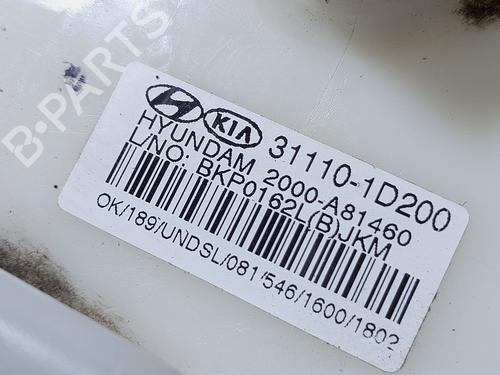 B-PARTS
KIA 31110-1D200
HYUNDAM 2000-A81460
L/NO: BKP0162L(B)JKM
OK/189/UNDSL/081/546/1600/1802